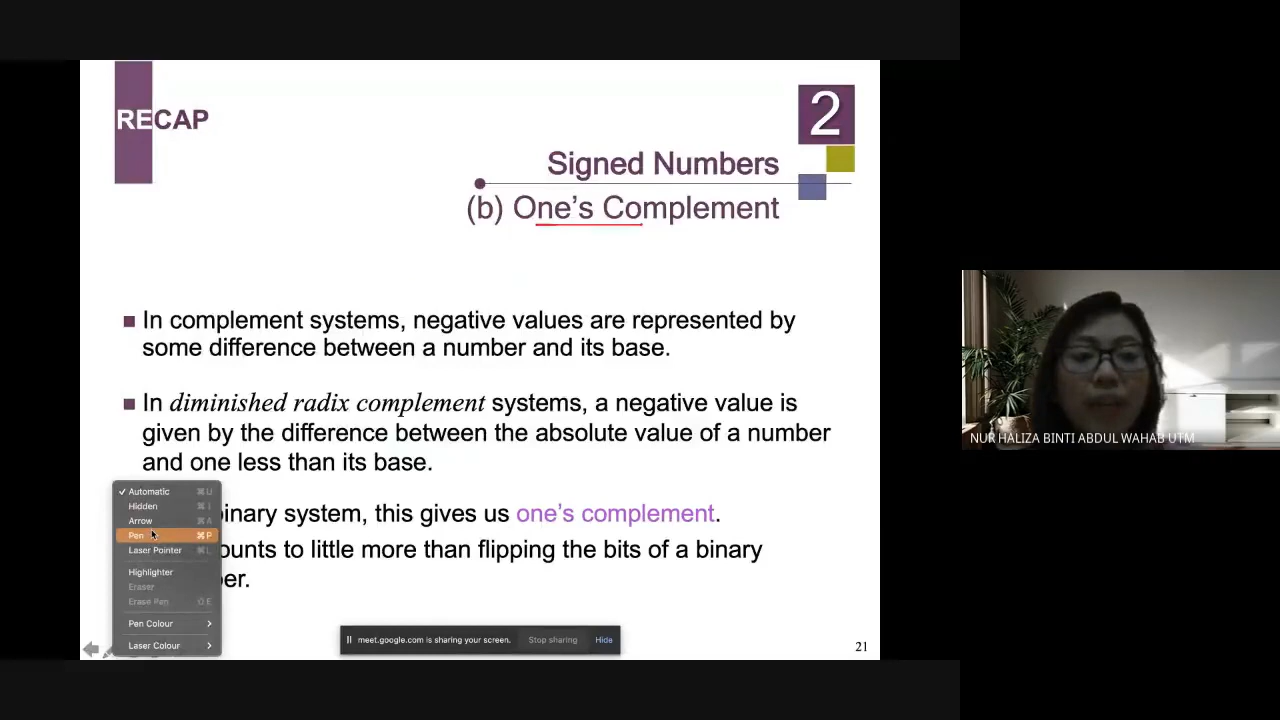 RECAP
2
Signed Numbers
(b) One's Complement
In complement systems, negative values are represented by
some difference between a number and its base.
In diminished radix complement systems, a negative value is
given by the difference between the absolute value of a number
and one less than its base.
✓ Automatic ⌘U
Hidden ⌘I
Arrow ⌘A
Pen ⌘P
Laser Pointer ⌘L
Highlighter
Eraser
Erase Pen ⇧E
Pen Colour >
Laser Colour >
inary system, this gives us one's complement.
ounts to little more than flipping the bits of a binary
er.
meet.google.com is sharing your screen. Stop sharing Hide
21
NUR HALIZA BINTI ABDUL WAHAB UTM